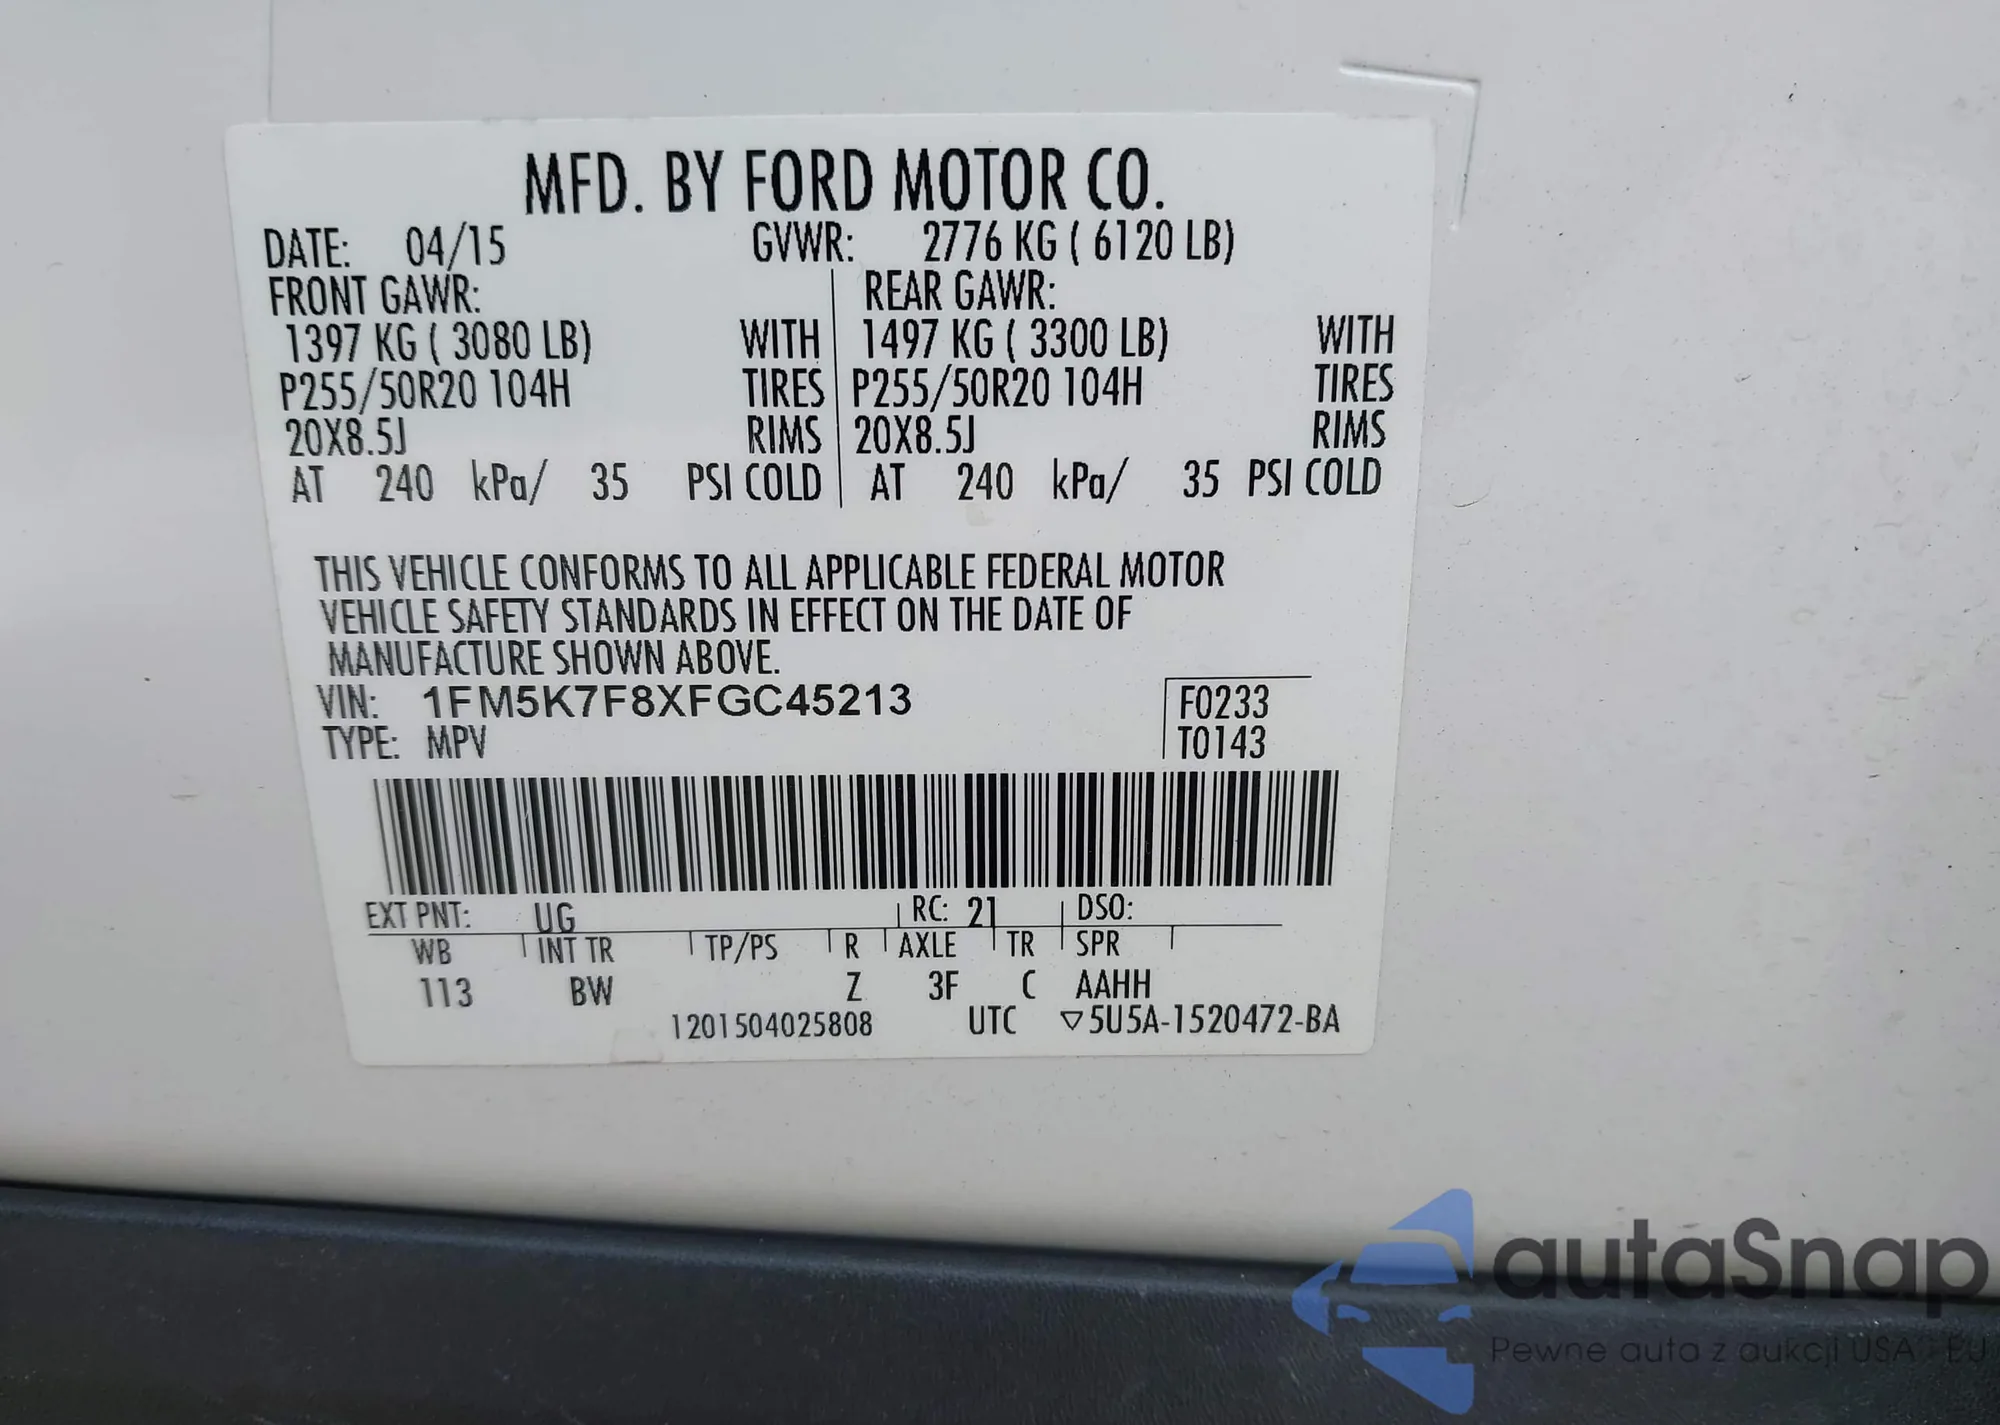 MFD. BY FORD MOTOR CO.
DATE: 04/15 GVWR: 2776 KG ( 6120 LB)
FRONT GAWR: REAR GAWR:
1397 KG ( 3080 LB) WITH 1497 KG ( 3300 LB) WITH
P255/50R20 104H TIRES P255/50R20 104H TIRES
20X8.5J RIMS 20X8.5J RIMS
AT 240 kPa/ 35 PSI COLD AT 240 kPa/ 35 PSI COLD
THIS VEHICLE CONFORMS TO ALL APPLICABLE FEDERAL MOTOR
VEHICLE SAFETY STANDARDS IN EFFECT ON THE DATE OF
MANUFACTURE SHOWN ABOVE.
VIN: 1FM5K7F8XFGC45213 F0233
TYPE: MPV T0143
EXT PNT: UG RC: 21 DSO:
WB INT TR TP/PS R AXLE TR SPR
113 BW Z 3F C AAHH
1201504025808 UTC ▽5U5A-1520472-BA
autaSnap
Pewne auta z aukcji USA - EU